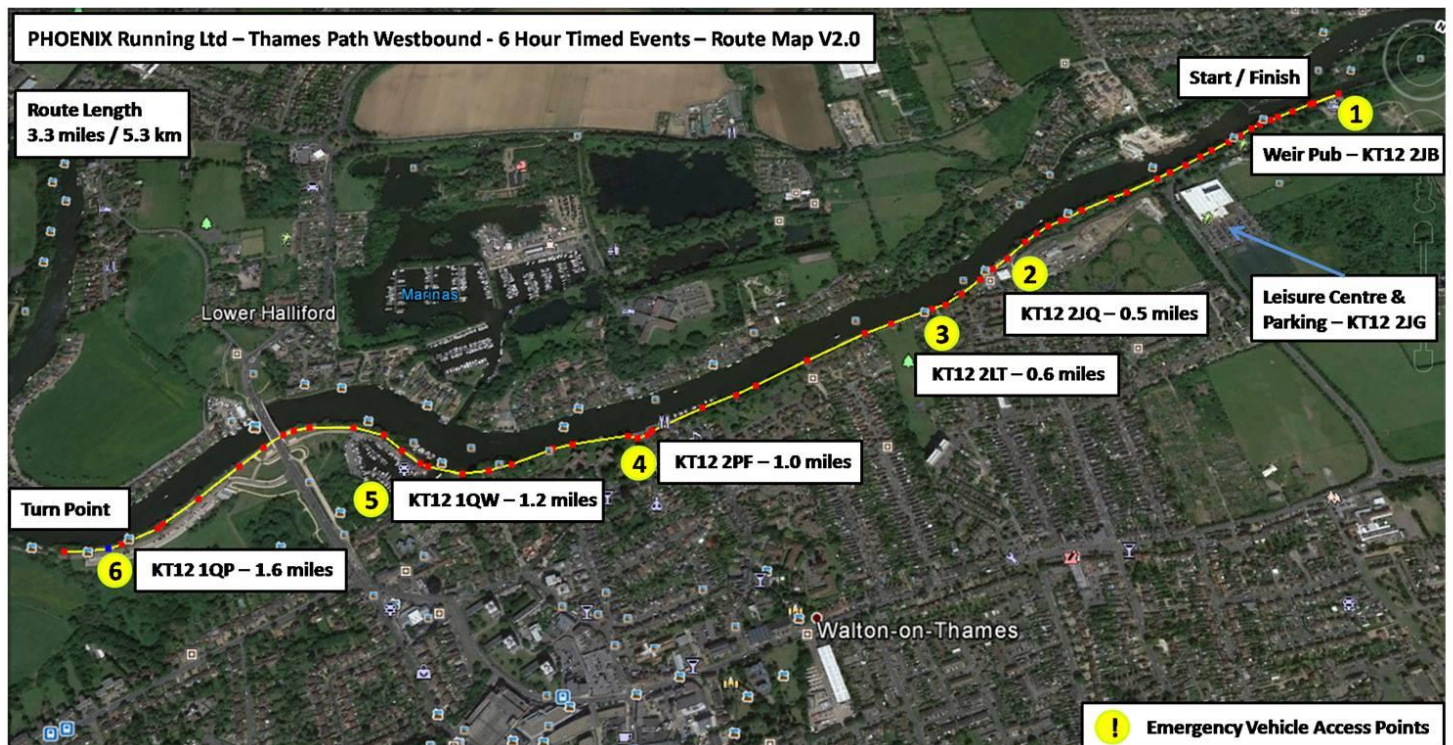 PHOENIX Running Ltd – Thames Path Westbound - 6 Hour Timed Events – Route Map V2.0
Start / Finish
Route Length
3.3 miles / 5.3 km
1
Weir Pub – KT12 2JB
2
Leisure Centre &
Parking – KT12 2JG
KT12 2JQ – 0.5 miles
Marinas
Lower Halliford
3
KT12 2LT – 0.6 miles
4
KT12 2PF – 1.0 miles
5
KT12 1QW – 1.2 miles
Turn Point
6
KT12 1QP – 1.6 miles
Walton-on-Thames
! Emergency Vehicle Access Points